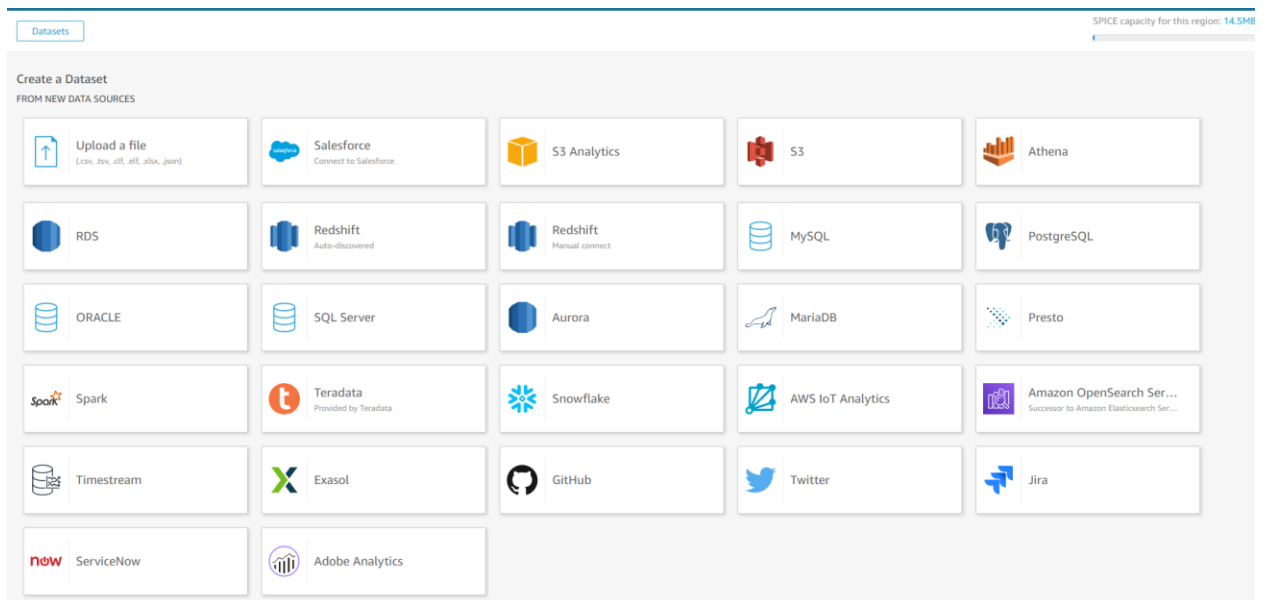 Datasets
SPICE capacity for this region: 14.5MB
Create a Dataset
FROM NEW DATA SOURCES
Upload a file
(.csv, .tsv, .clf, .elf, .xlsx, .json)
salesforce
Salesforce
Connect to Salesforce
S3 Analytics
S3
Athena
RDS
Redshift
Auto-discovered
Redshift
Manual connect
MySQL
PostgreSQL
ORACLE
SQL Server
Aurora
MariaDB
Presto
Spark
Spark
t
Teradata
Provided by Teradata
Snowflake
AWS IoT Analytics
Amazon OpenSearch Ser...
Successor to Amazon Elasticsearch Ser...
Timestream
Exasol
GitHub
Twitter
Jira
now
ServiceNow
Adobe Analytics